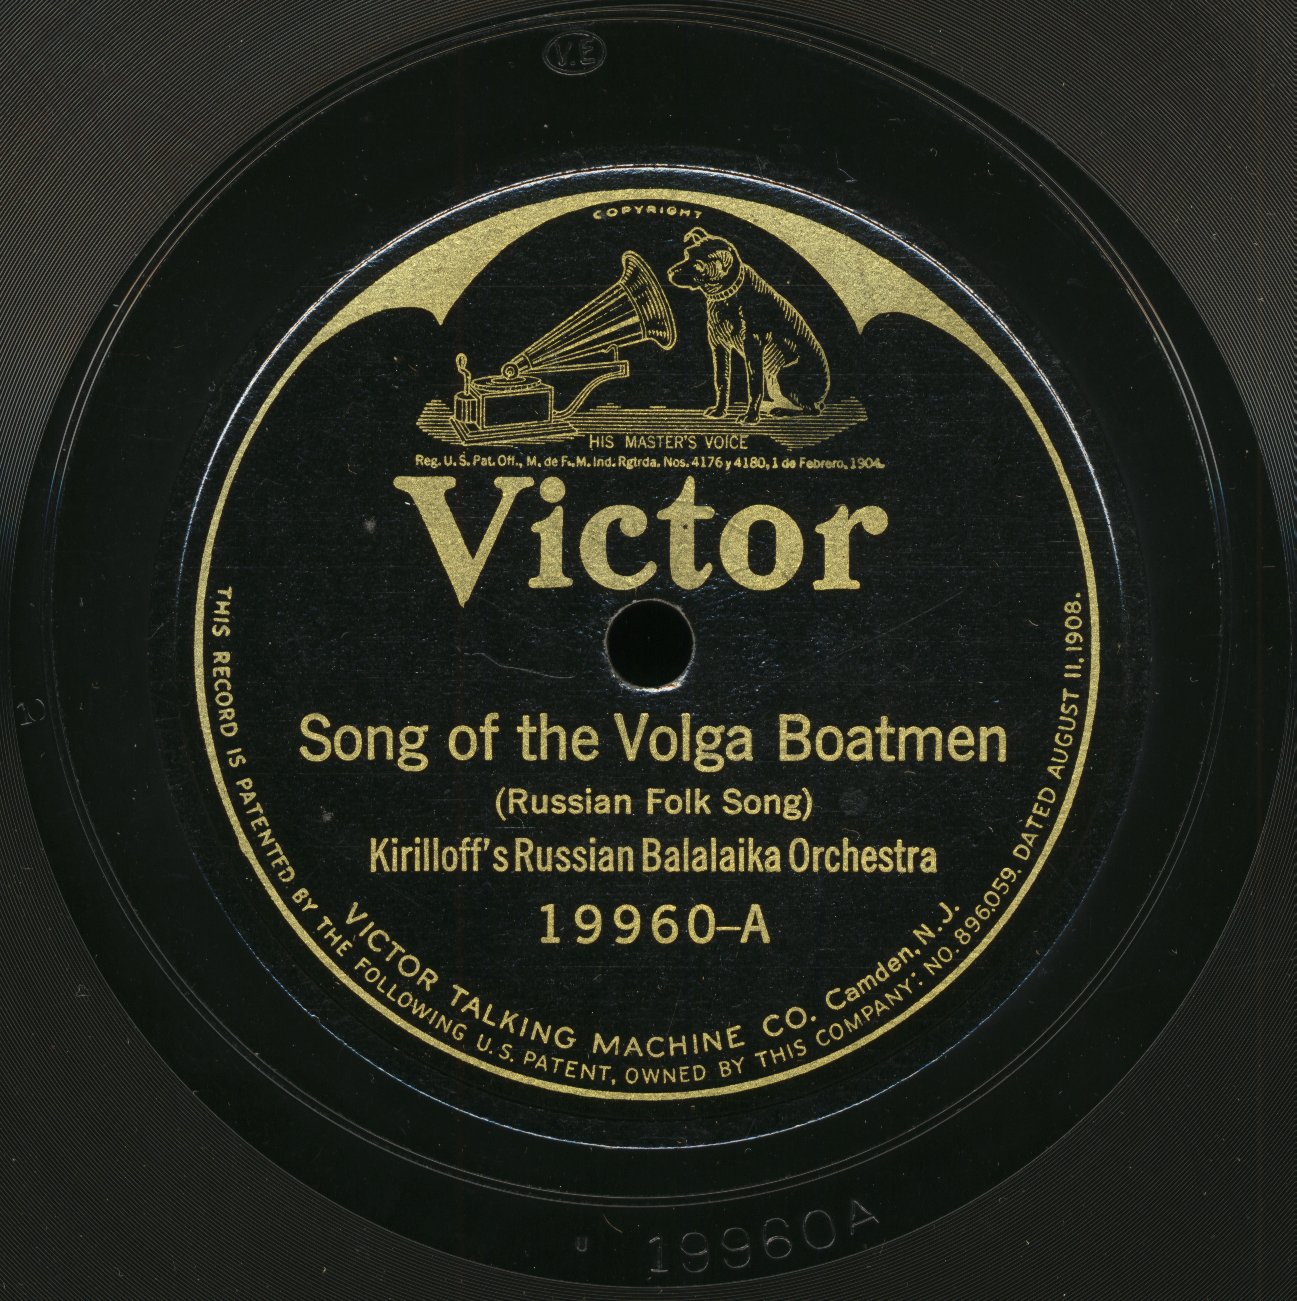 V.E
COPYRIGHT
HIS MASTER'S VOICE
Reg. U. S. Pat. Off., M. de F., M. Ind. Rgtrda. Nos. 4176 y 4180, 1 de Febrero, 1904.
Victor
Song of the Volga Boatmen
(Russian Folk Song)
Kirilloff's Russian Balalaika Orchestra
19960-A
VICTOR TALKING MACHINE CO. Camden, N. J.
THIS RECORD IS PATENTED BY THE FOLLOWING U.S. PATENT, OWNED BY THIS COMPANY: NO. 896,059. DATED AUGUST 11, 1908.
10
U
19960A